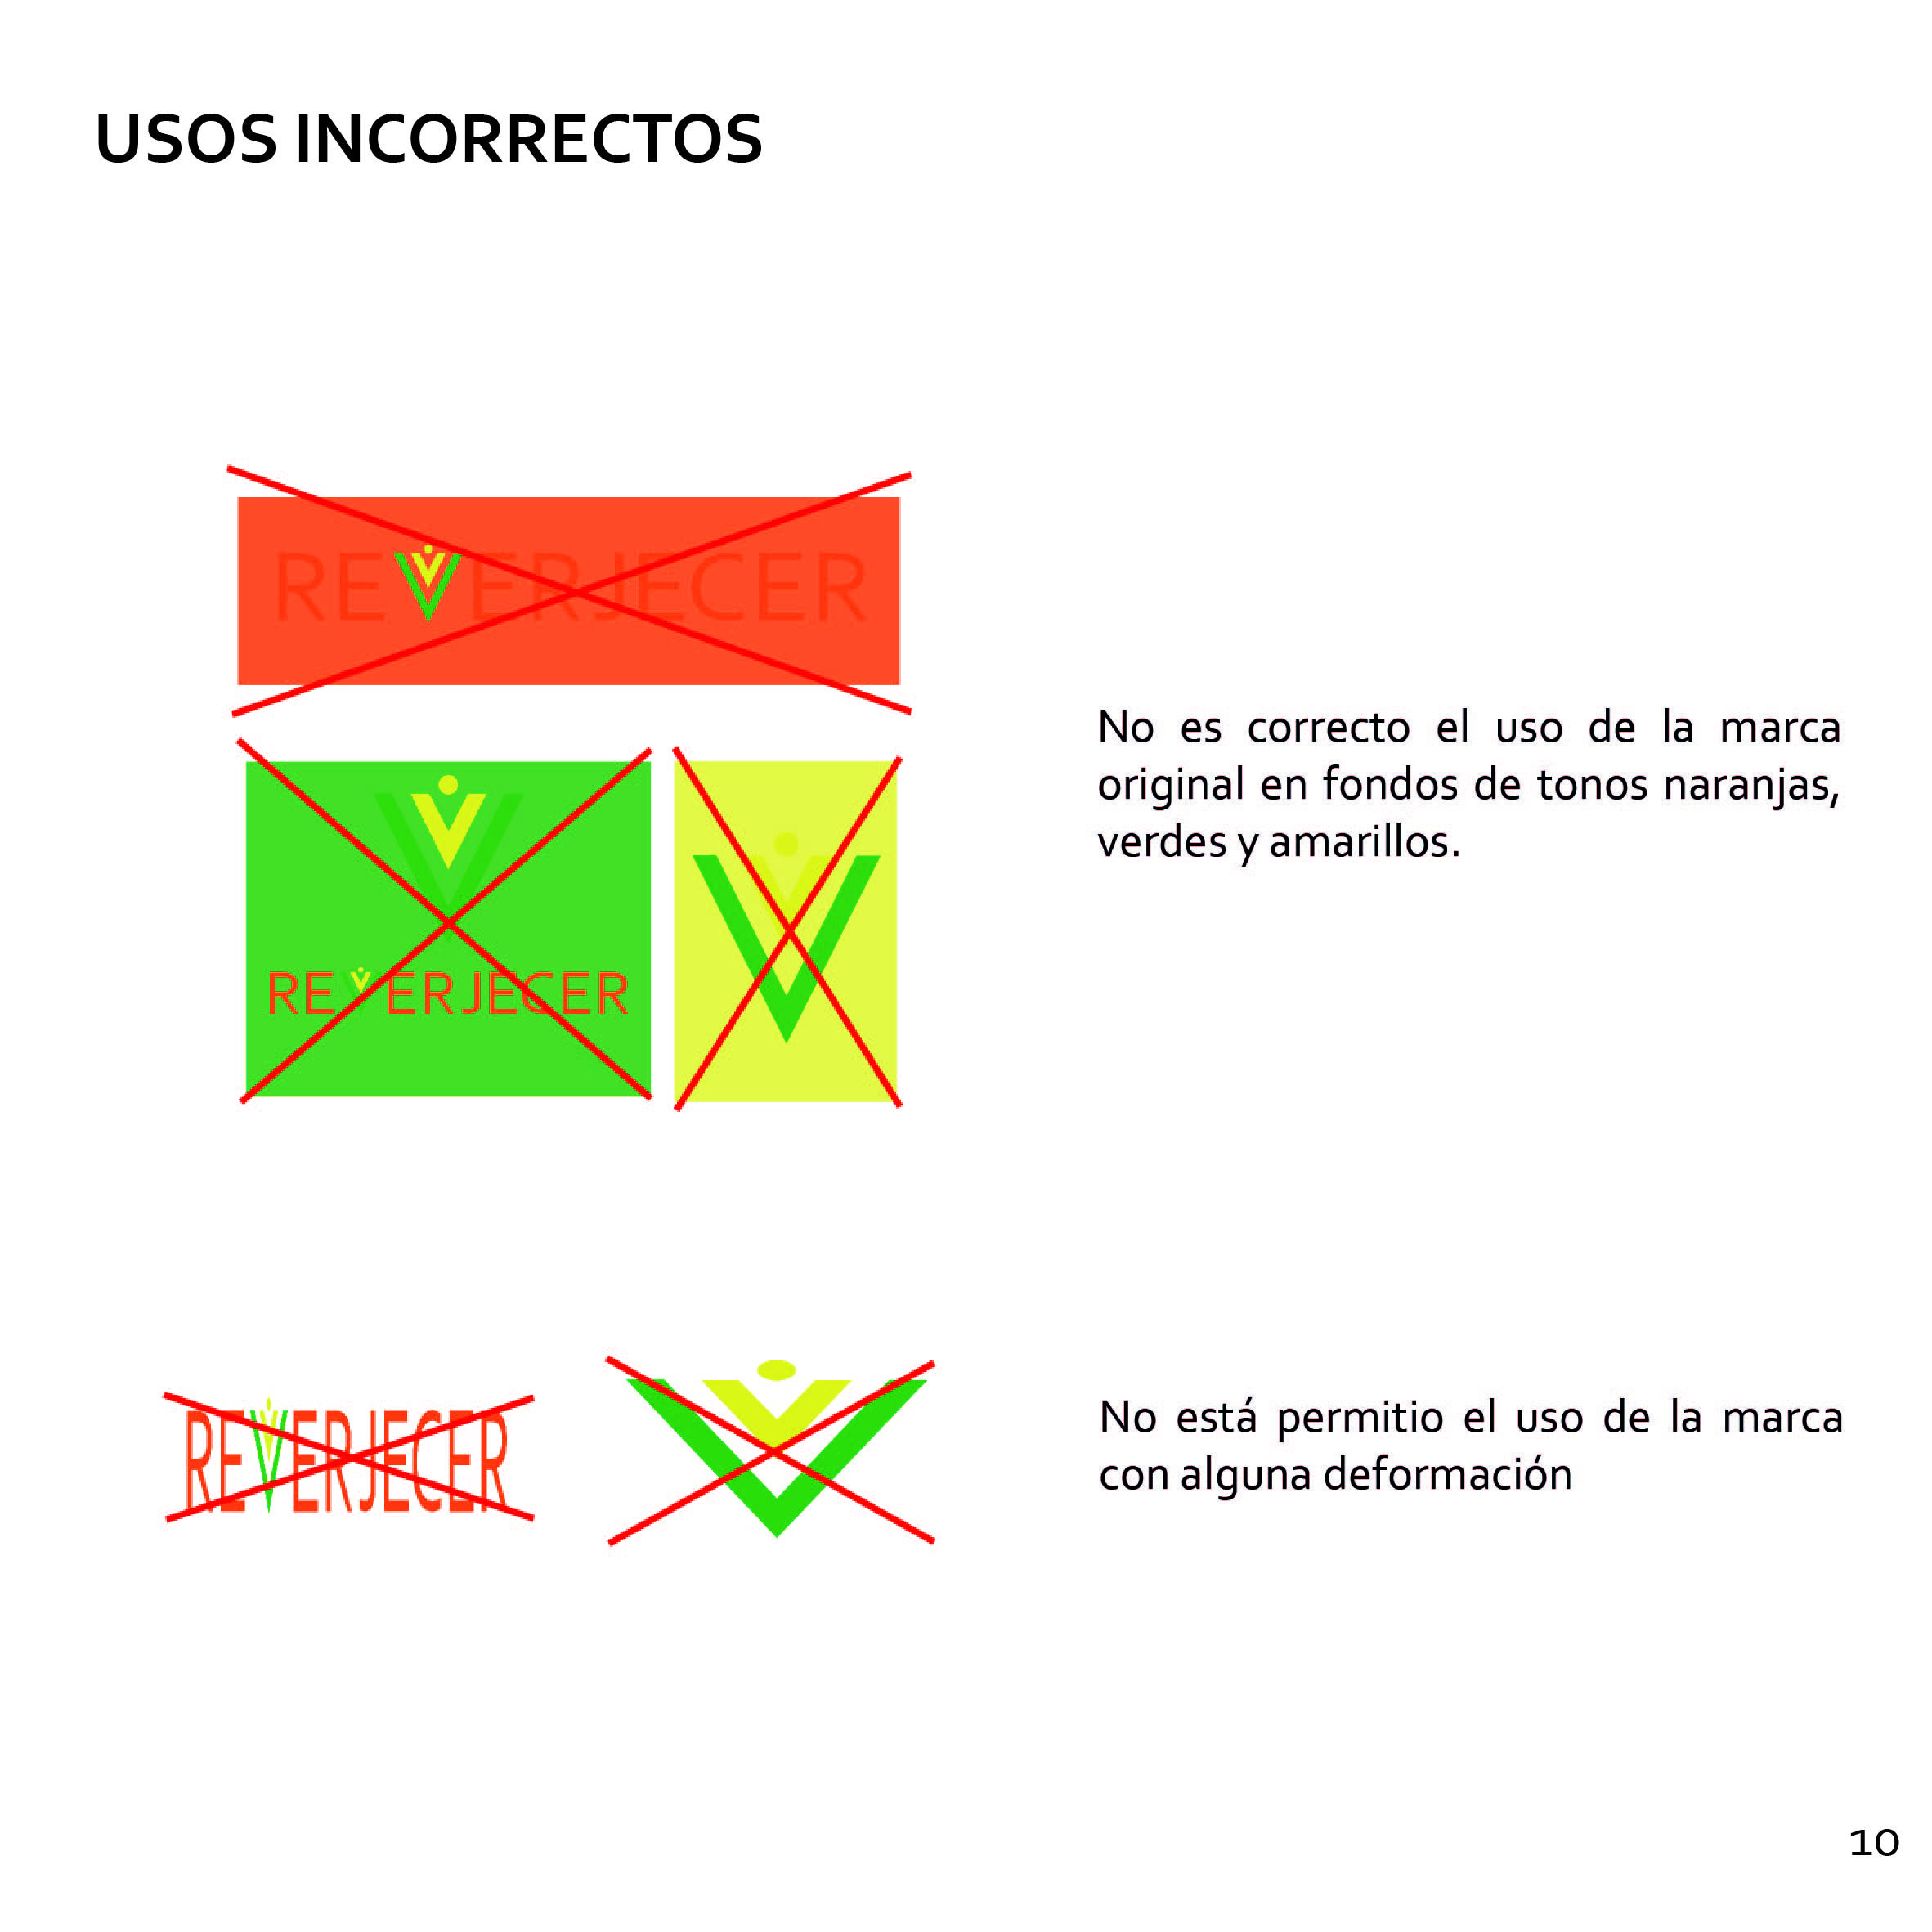 USOS INCORRECTOS
REVERJECER
No es correcto el uso de la marca
original en fondos de tonos naranjas,
verdes y amarillos.
REVERJECER
REVERJECER
No está permitio el uso de la marca
con alguna deformación
10